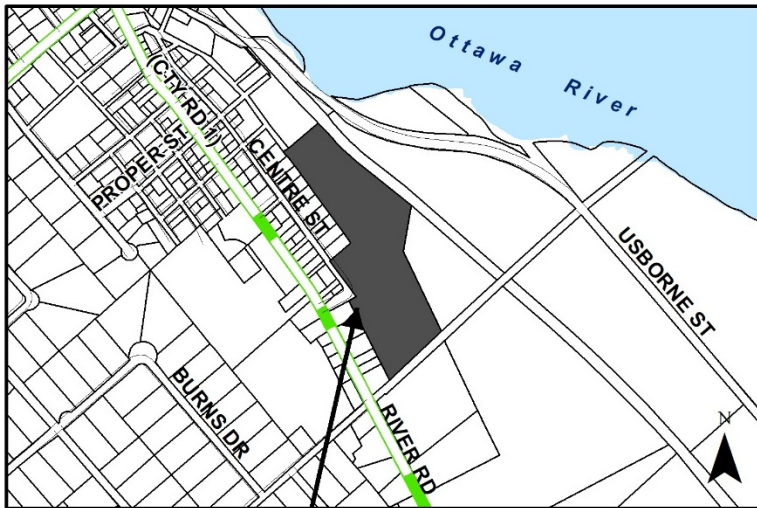 Ottawa River
(CTY RD 1)
PROPER ST
CENTRE ST
USBORNE ST
BURNS DR
RIVER RD
N